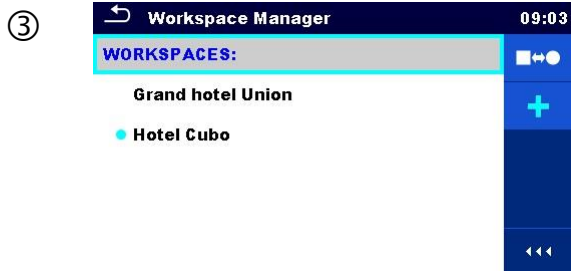 ③
Workspace Manager 09:03
WORKSPACES:
Grand hotel Union
Hotel Cubo